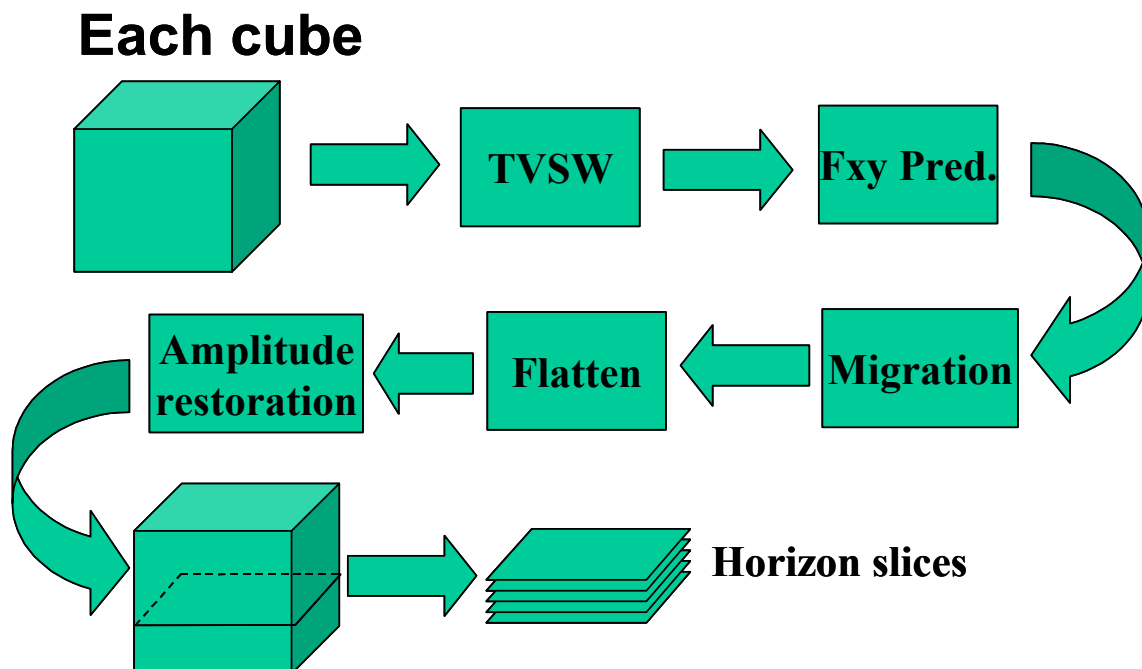 Each cube
TVSW
Fxy Pred.
Migration
Flatten
Amplitude
restoration
Horizon slices